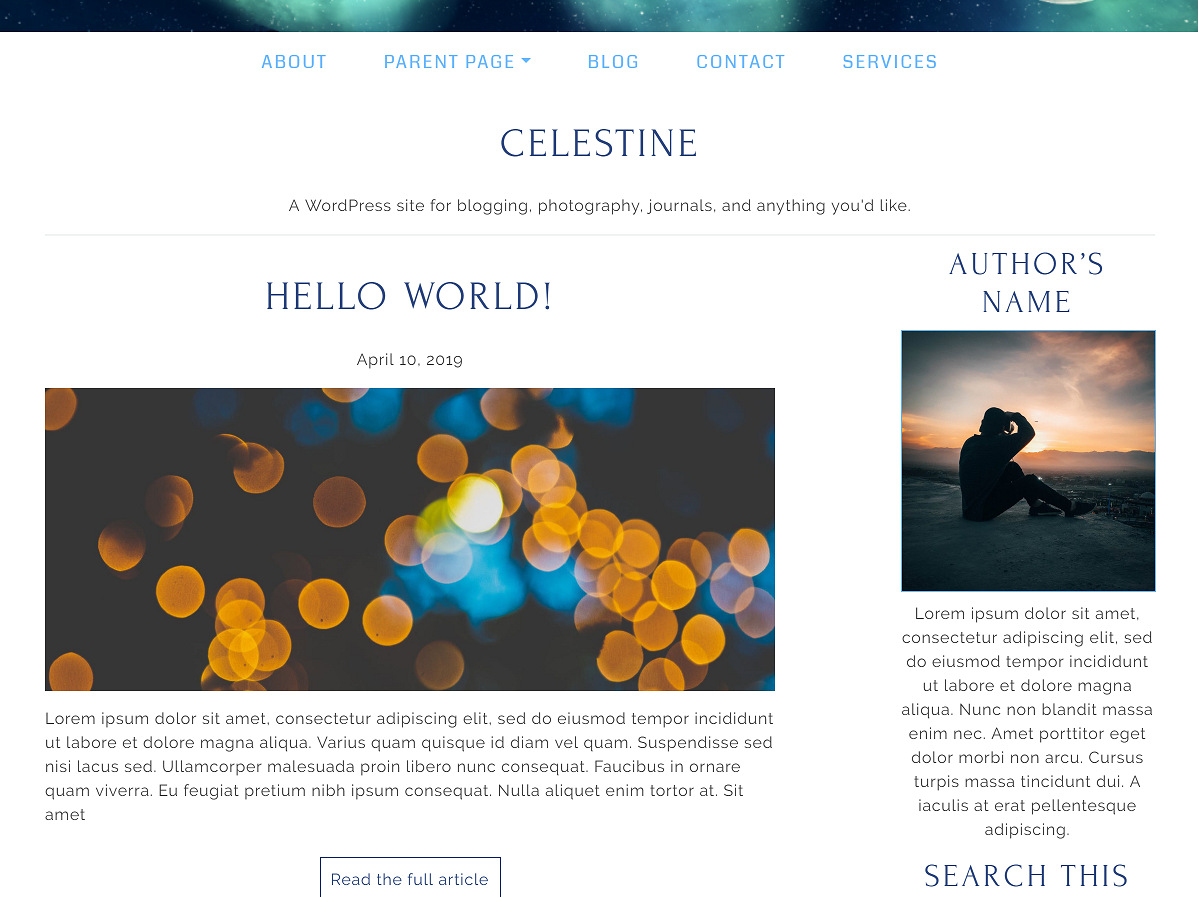 ABOUT
PARENT PAGE
BLOG
CONTACT
SERVICES
CELESTINE
A WordPress site for blogging, photography, journals, and anything you'd like.
HELLO WORLD!
April 10, 2019
Lorem ipsum dolor sit amet, consectetur adipiscing elit, sed do eiusmod tempor incididunt
ut labore et dolore magna aliqua. Varius quam quisque id diam vel quam. Suspendisse sed
nisi lacus sed. Ullamcorper malesuada proin libero nunc consequat. Faucibus in ornare
quam viverra. Eu feugiat pretium nibh ipsum consequat. Nulla aliquet enim tortor at. Sit
amet
Read the full article
AUTHOR’S
NAME
Lorem ipsum dolor sit amet,
consectetur adipiscing elit, sed
do eiusmod tempor incididunt
ut labore et dolore magna
aliqua. Nunc non blandit massa
enim nec. Amet porttitor eget
dolor morbi non arcu. Cursus
turpis massa tincidunt dui. A
iaculis at erat pellentesque
adipiscing.
SEARCH THIS